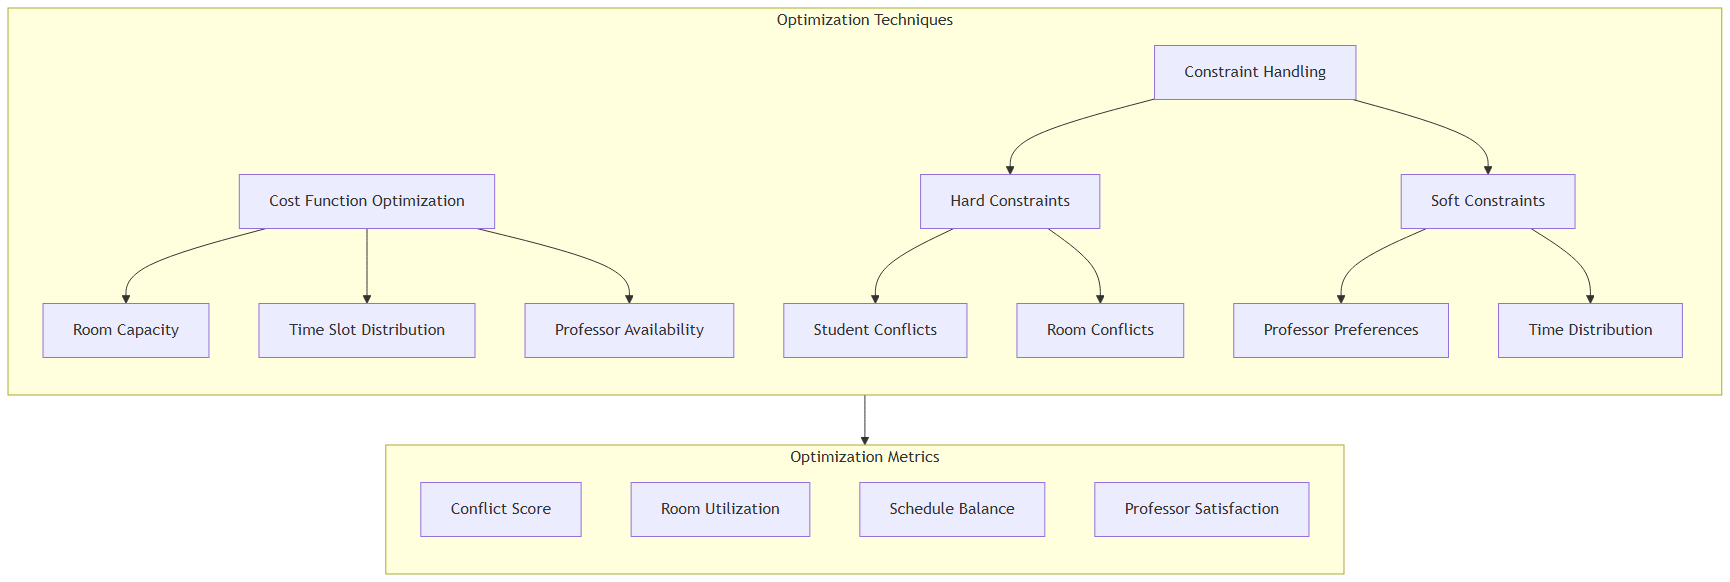 Optimization Techniques
Constraint Handling
Cost Function Optimization
Hard Constraints
Soft Constraints
Room Capacity
Time Slot Distribution
Professor Availability
Student Conflicts
Room Conflicts
Professor Preferences
Time Distribution
Optimization Metrics
Conflict Score
Room Utilization
Schedule Balance
Professor Satisfaction